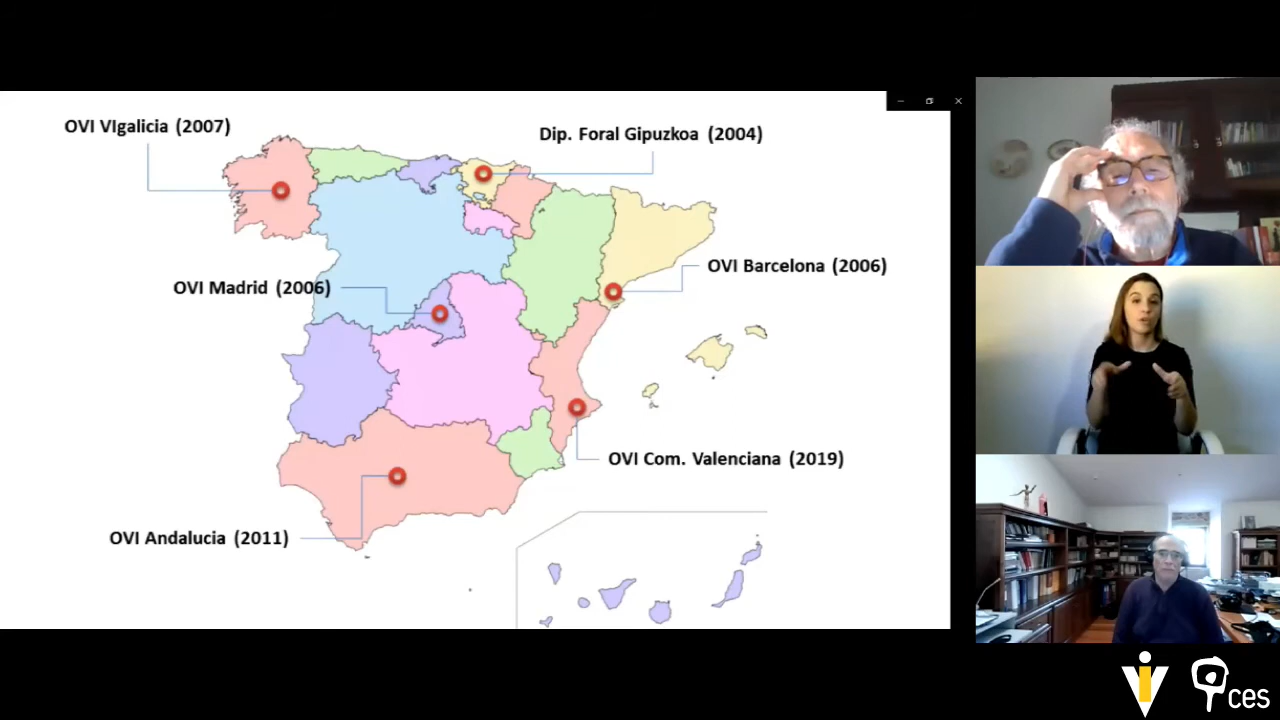 OVI VIgalicia (2007)
Dip. Foral Gipuzkoa (2004)
OVI Barcelona (2006)
OVI Madrid (2006)
OVI Com. Valenciana (2019)
OVI Andalucia (2011)
iV
ces